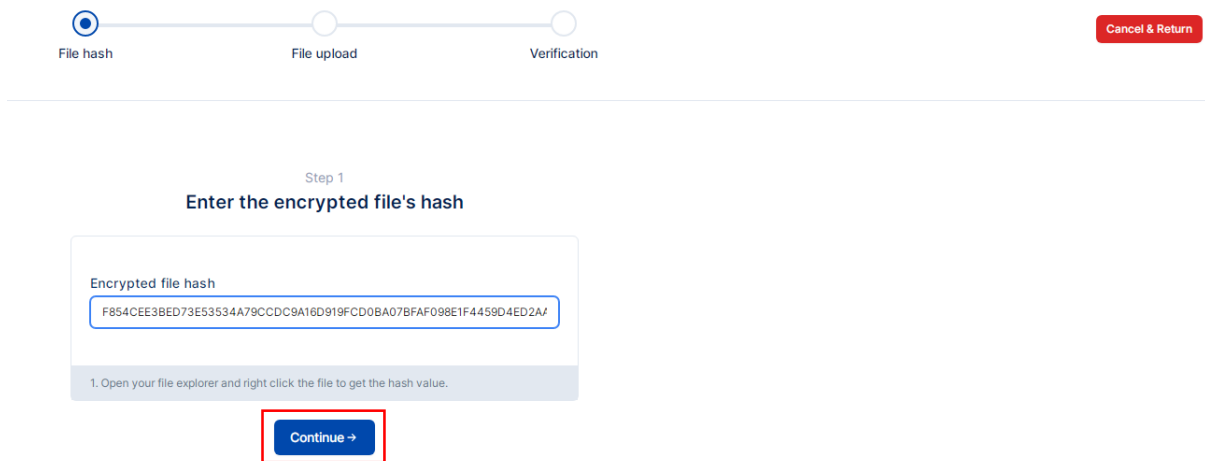 File hash
File upload
Verification
Cancel & Return
Step 1
Enter the encrypted file's hash
Encrypted file hash
F854CEE3BED73E53534A79CCDC9A16D919FCD0BA07BFAF098E1F4459D4ED2AA
1. Open your file explorer and right click the file to get the hash value.
Continue →